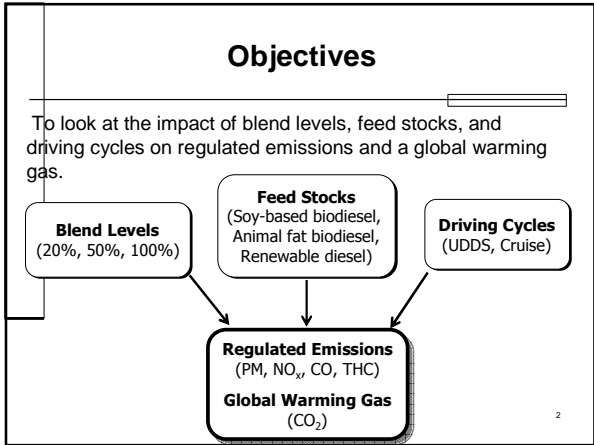 Objectives
To look at the impact of blend levels, feed stocks, and
driving cycles on regulated emissions and a global warming
gas.
Blend Levels
(20%, 50%, 100%)
Feed Stocks
(Soy-based biodiesel,
Animal fat biodiesel,
Renewable diesel)
Driving Cycles
(UDDS, Cruise)
Regulated Emissions
(PM, NOₓ, CO, THC)
Global Warming Gas
(CO₂)
2